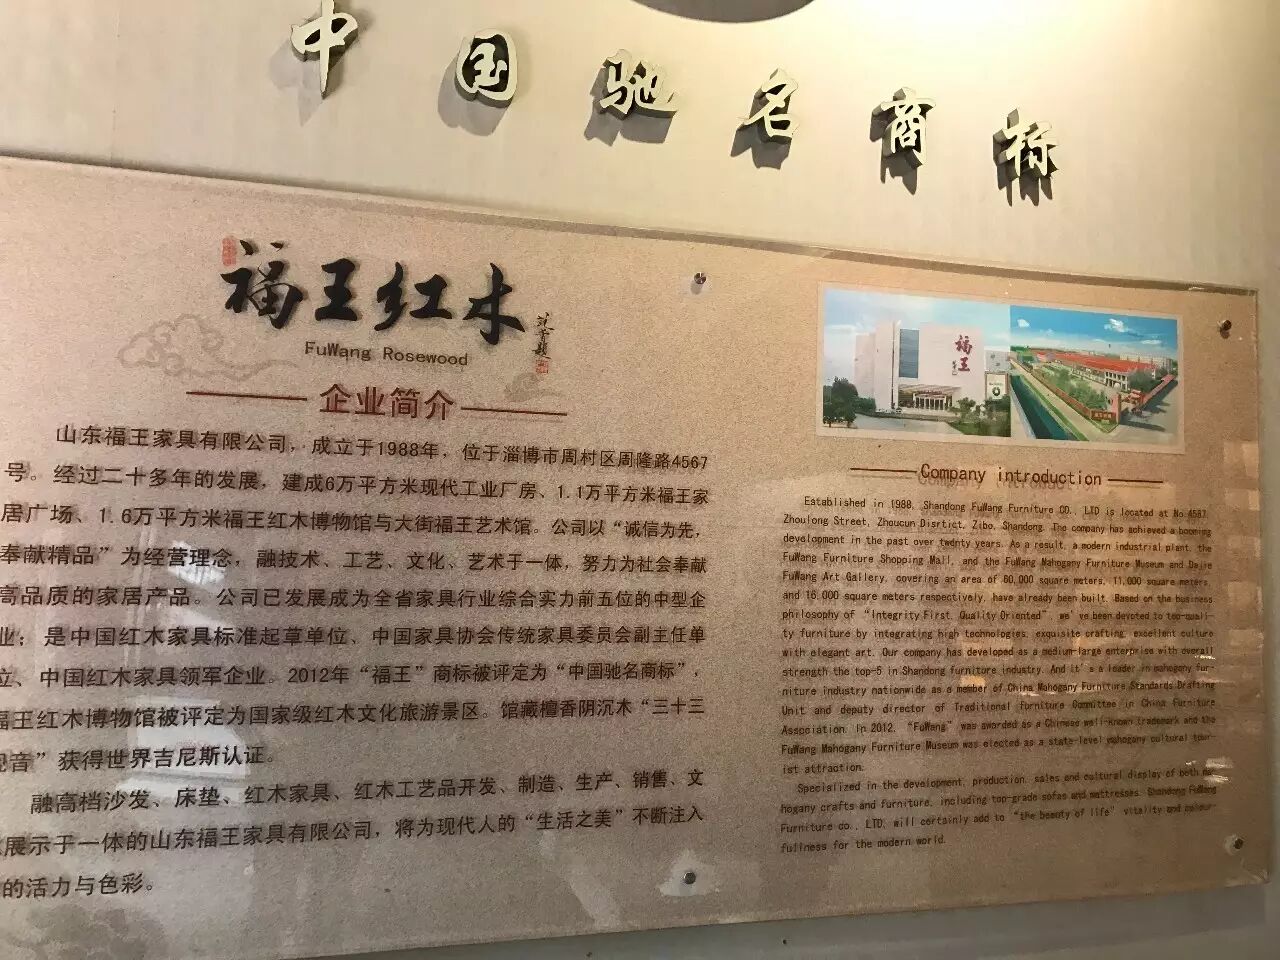 中国驰名商标
福王红木
FuWang Rosewood
企业简介
山东福王家具有限公司，成立于1988年，位于淄博市周村区周隆路4567
号。经过二十多年的发展，建成6万平方米现代工业厂房、1.1万平方米福王家
居广场、1.6万平方米福王红木博物馆与大街福王艺术馆。公司以“诚信为先，
奉献精品”为经营理念，融技术、工艺、文化、艺术于一体，努力为社会奉献
高品质的家居产品。公司已发展成为全省家具行业综合实力前五位的中型企
业；是中国红木家具标准起草单位、中国家具协会传统家具委员会副主任单
位、中国红木家具领军企业。2012年“福王”商标被评定为“中国驰名商标”，
福王红木博物馆被评定为国家级红木文化旅游景区。馆藏檀香阴沉木“三十三
观音”获得世界吉尼斯认证。
融高档沙发、床垫、红木家具、红木工艺品开发、制造、生产、销售、文
展示于一体的山东福王家具有限公司，将为现代人的“生活之美”不断注入
的活力与色彩。
福王
Company introduction
Eatablished in 1988, Shandong FuWang Furniture CO., LTD is located at No.4567,
Zhoulong Street, Zhoucun Disrtict, Zibo, Shandong. The company has achieved a booming
development in the past over twenty years. As a result, a modern industrial plant, the
FuWang Furniture Shopping Mall, and the FuWang Mahogany Furniture Museum and Dajie
FuWang Art Gallery, covering an area of 60,000 square meters, 11,000 square meters,
and 16,000 square meters respectively, have already been built. Based on the business
philosophy of “Integrity First, Quality Oriented”, we've been devoted to top-quali-
ty furniture by integrating high technologies, exquisite crafting, excellent culture
with elegant art. Our company has developed as a medium-large enterprise with overall
strength the top-5 in Shandong furniture industry. And it's a leader in mahogany fur-
niture industry nationwide as a member of China Mahogany Furniture Standards Drafting
Unit and deputy director of Traditional Furniture Committee in China Furniture
Association. In 2012, “FuWang” was awarded as a Chinese well-known trademark and the
FuWang Mahogany Furniture Museum was elected as a state-level mahogany cultural tour-
ist attraction.
Specialized in the development, production, sales and cultural display of both ma-
hogany crafts and furniture, including top-grade sofas and mattresses, Shandong FuWang
Furniture co., LTD, will certainly add to “the beauty of life” vitality and colour-
fullness for the modern world.